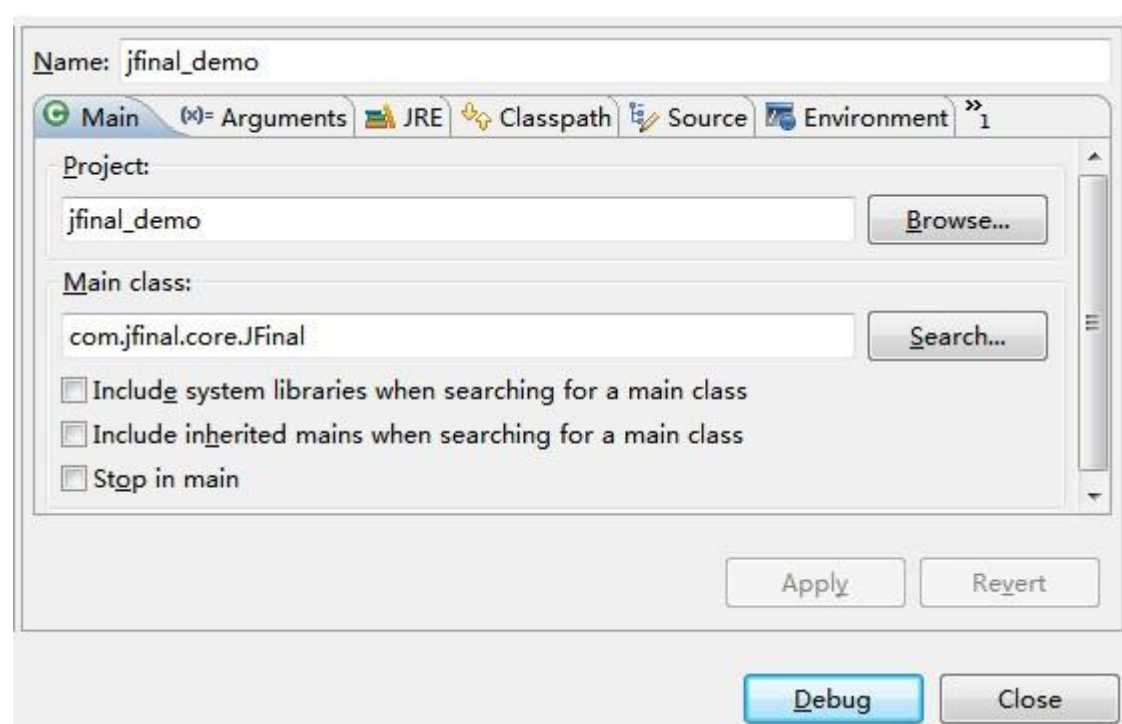 Name: jfinal_demo
Main (x)= Arguments JRE Classpath Source Environment »1
Project:
jfinal_demo Browse...
Main class:
com.jfinal.core.JFinal Search...
Include system libraries when searching for a main class
Include inherited mains when searching for a main class
Stop in main
Apply Revert
Debug Close